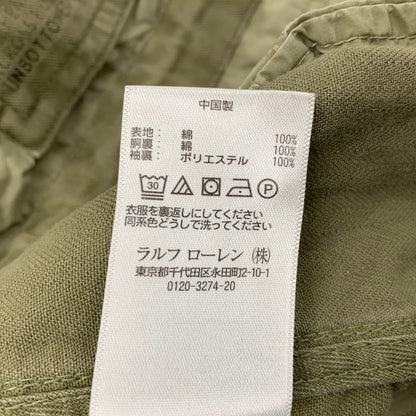 UNSOTTO
中国製
表地： 綿 100%
胴裏： 綿 100%
袖裏： ポリエステル 100%
30
P
衣服を裏返しにしてください
同系色どうしで洗ってください
ラルフ ローレン （株）
東京都千代田区永田町2-10-1
0120-3274-20